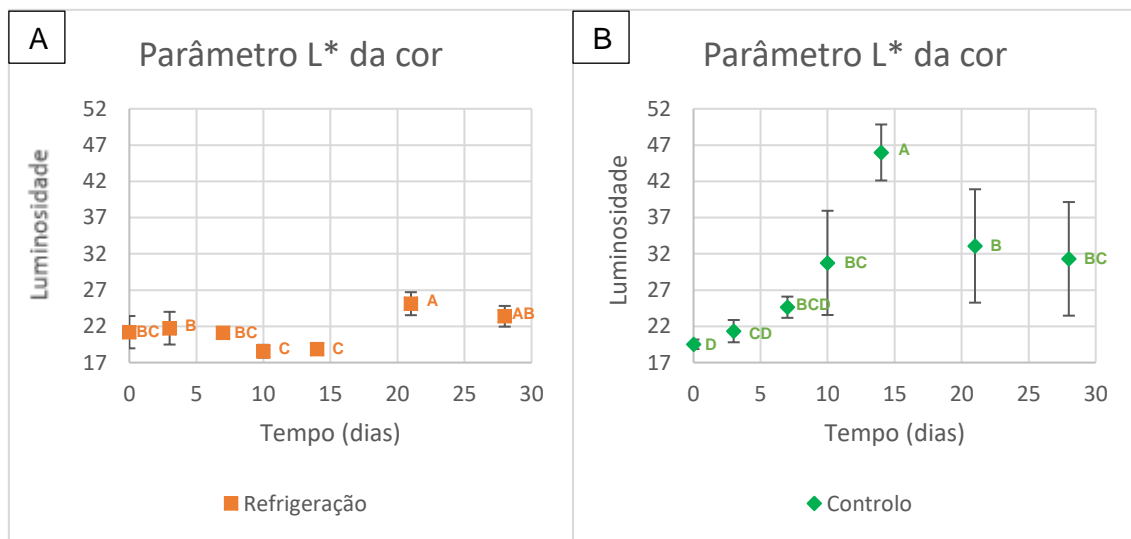 A
Parâmetro L* da cor
52
47
42
37
32
27
22
17
Luminosidade
BC
B
BC
C
C
A
AB
0 5 10 15 20 25 30
Tempo (dias)
Refrigeração
B
Parâmetro L* da cor
52
47
42
37
32
27
22
17
Luminosidade
D
CD
BCD
BC
A
B
BC
0 5 10 15 20 25 30
Tempo (dias)
Controlo